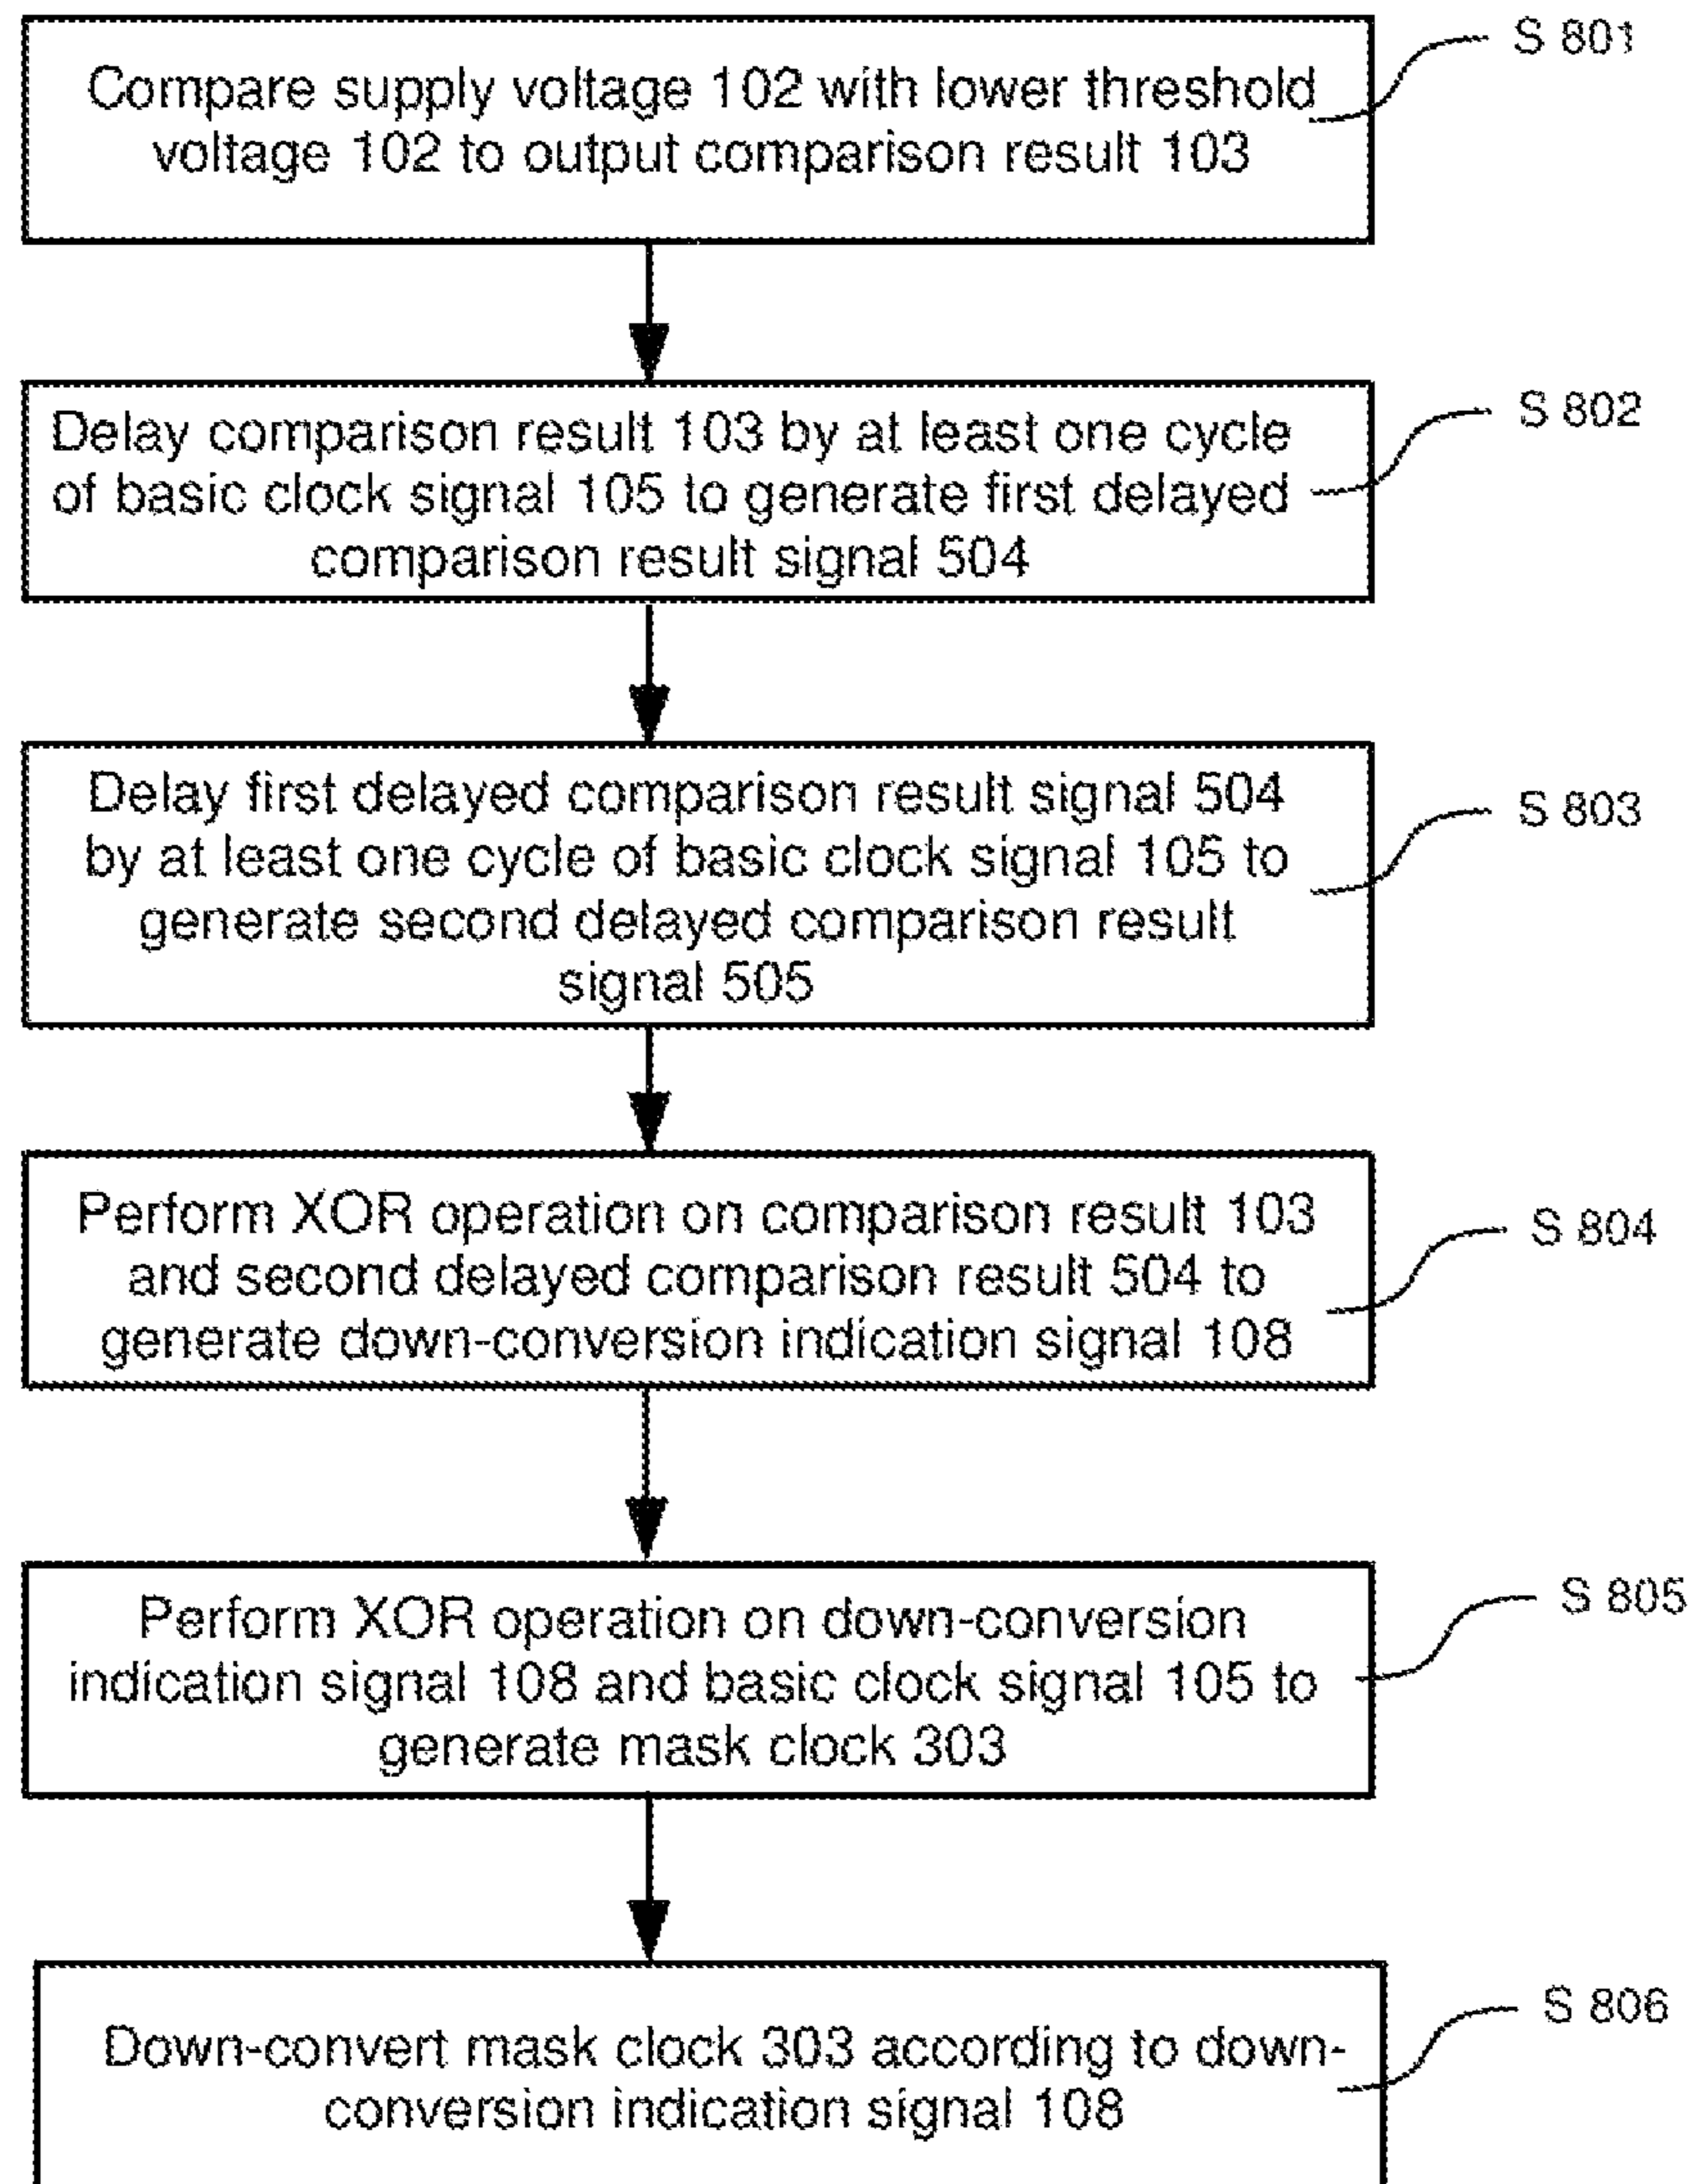 S 801
Compare supply voltage 102 with lower threshold
voltage 102 to output comparison result 103
S 802
Delay comparison result 103 by at least one cycle
of basic clock signal 105 to generate first delayed
comparison result signal 504
Delay first delayed comparison result signal 504
S 803
by at least one cycle of basic clock signal 105 to
generate second delayed comparison result
signal 505
Perform XOR operation on comparison result 103
S 804
and second delayed comparison result 504 to
generate down-conversion indication signal 108
S 805
Perform XOR operation on down-conversion
indication signal 108 and basic clock signal 105 to
generate mask clock 303
S 806
Down-convert mask clock 303 according to down-
conversion indication signal 108